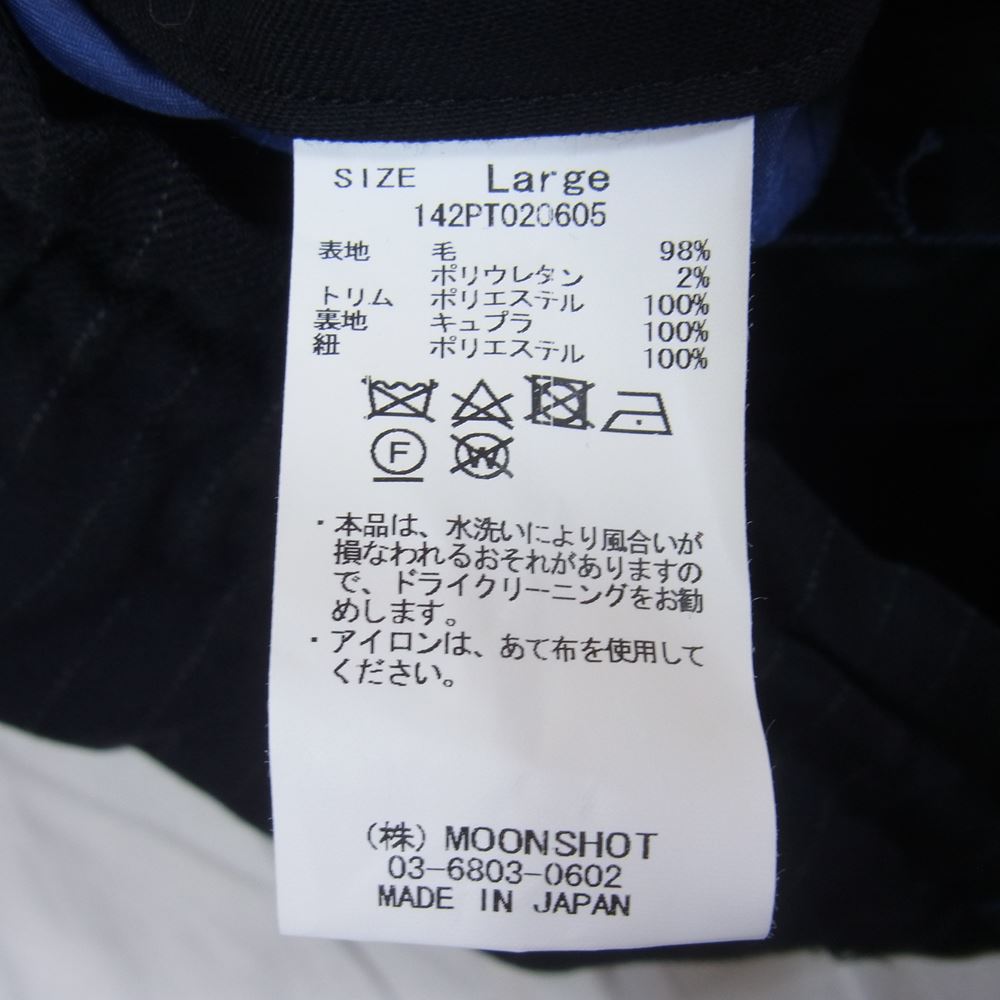 SIZE Large
142PT020605
表地 毛 98%
ポリウレタン 2%
トリム ポリエステル 100%
裏地 キュプラ 100%
紐 ポリエステル 100%
F W
・本品は、水洗いにより風合いが
損なわれるおそれがありますの
で、ドライクリーニングをお勧
めします。
・アイロンは、あて布を使用して
ください。
(株) MOONSHOT
03-6803-0602
MADE IN JAPAN